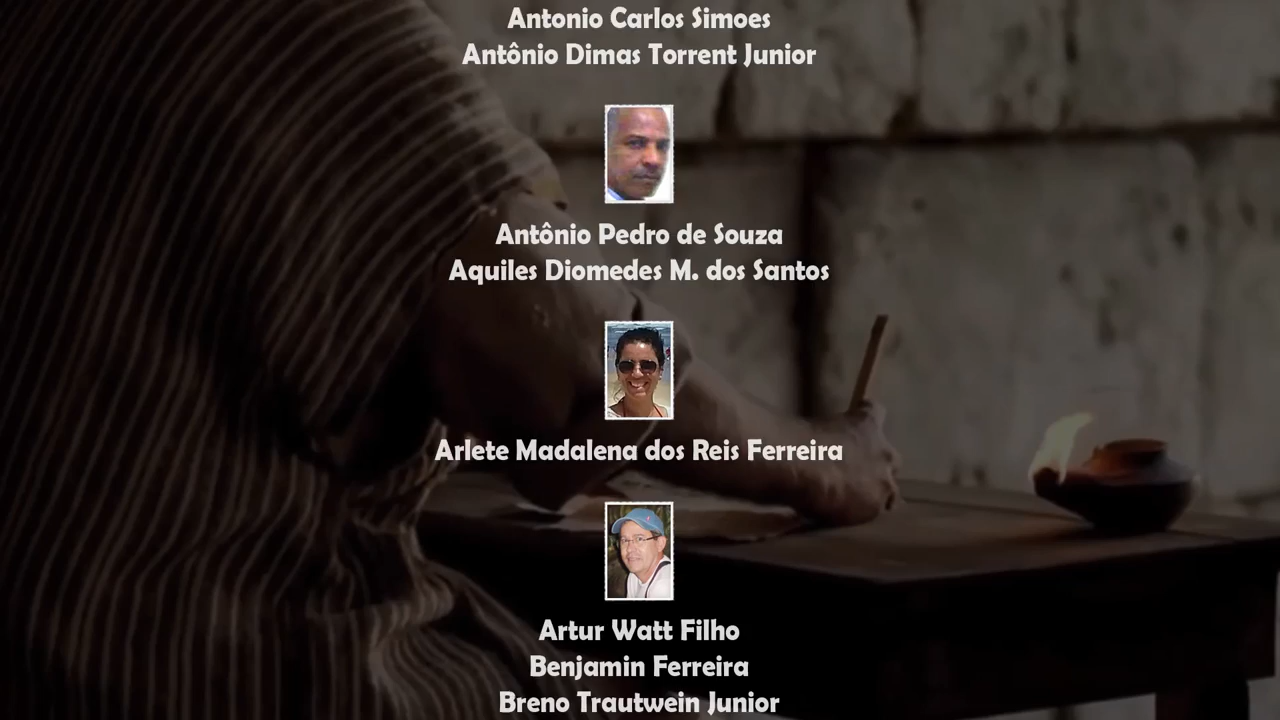 Antonio Carlos Simoes
Antônio Dimas Torrent Junior
Antônio Pedro de Souza
Aquiles Diomedes M. dos Santos
Arlete Madalena dos Reis Ferreira
Artur Watt Filho
Benjamin Ferreira
Breno Trautwein Junior